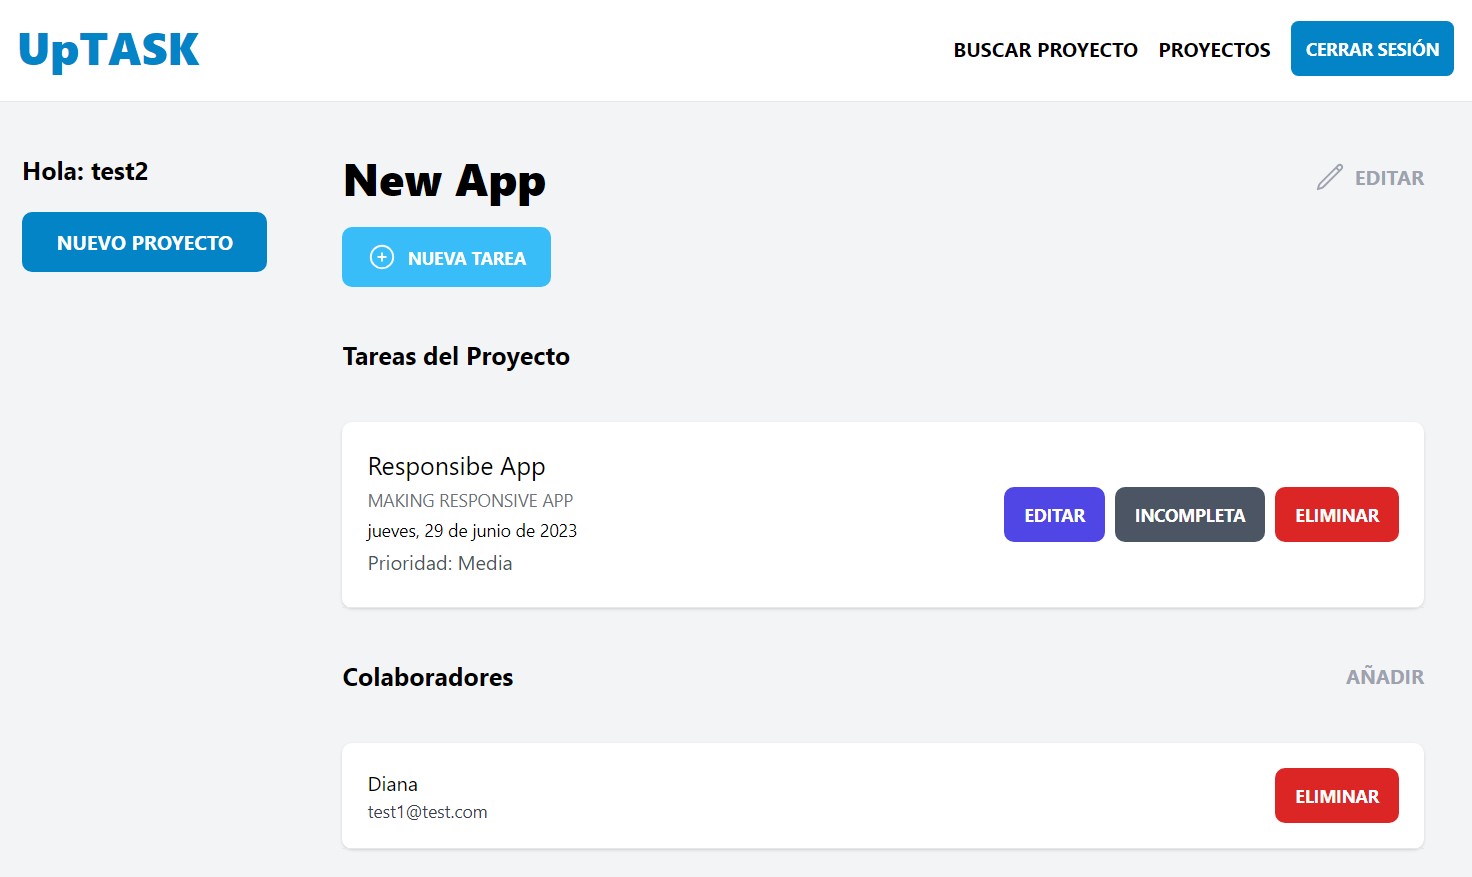 UpTASK
BUSCAR PROYECTO PROYECTOS CERRAR SESIÓN
Hola: test2
NUEVO PROYECTO
New App
EDITAR
NUEVA TAREA
Tareas del Proyecto
Responsibe App
MAKING RESPONSIVE APP
jueves, 29 de junio de 2023
Prioridad: Media
EDITAR INCOMPLETA ELIMINAR
Colaboradores
AÑADIR
Diana
test1@test.com
ELIMINAR